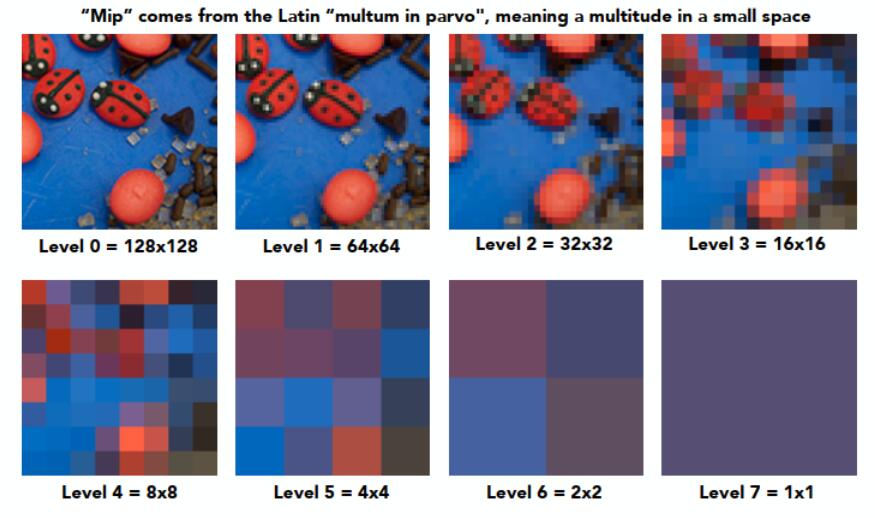 “Mip” comes from the Latin “multum in parvo", meaning a multitude in a small space
Level 0 = 128x128
Level 1 = 64x64
Level 2 = 32x32
Level 3 = 16x16
Level 4 = 8x8
Level 5 = 4x4
Level 6 = 2x2
Level 7 = 1x1